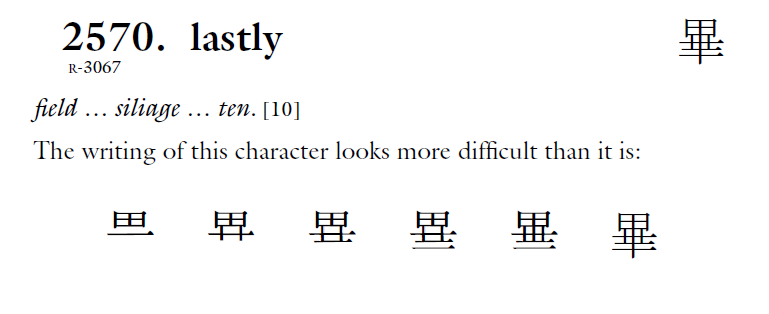 2570. lastly 畢
R-3067
field … siliage … ten. [10]
The writing of this character looks more difficult than it is:
畢